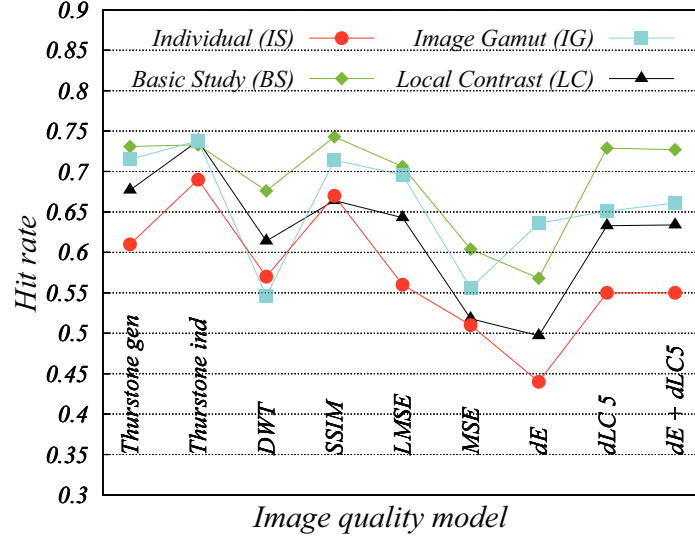 0.9
Individual (IS) Image Gamut (IG)
0.85
Basic Study (BS) Local Contrast (LC)
0.8
0.75
0.7
0.65
0.6
0.55
0.5
0.45
0.4
0.35
0.3
Hit rate
Thurstone gen
Thurstone ind
DWT
SSIM
LMSE
MSE
dE
dLC 5
dE + dLC5
Image quality model